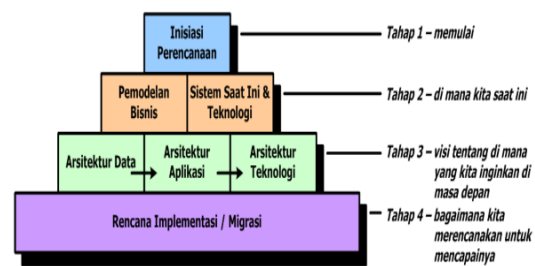 Inisiasi
Perencanaan
Tahap 1 – memulai
Pemodelan
Bisnis
Sistem Saat Ini &
Teknologi
Tahap 2 – di mana kita saat ini
Arsitektur Data
Arsitektur
Aplikasi
Arsitektur
Teknologi
Tahap 3 – visi tentang di mana
yang kita inginkan di
masa depan
Rencana Implementasi / Migrasi
Tahap 4 – bagaimana kita
merencanakan untuk
mencapainya